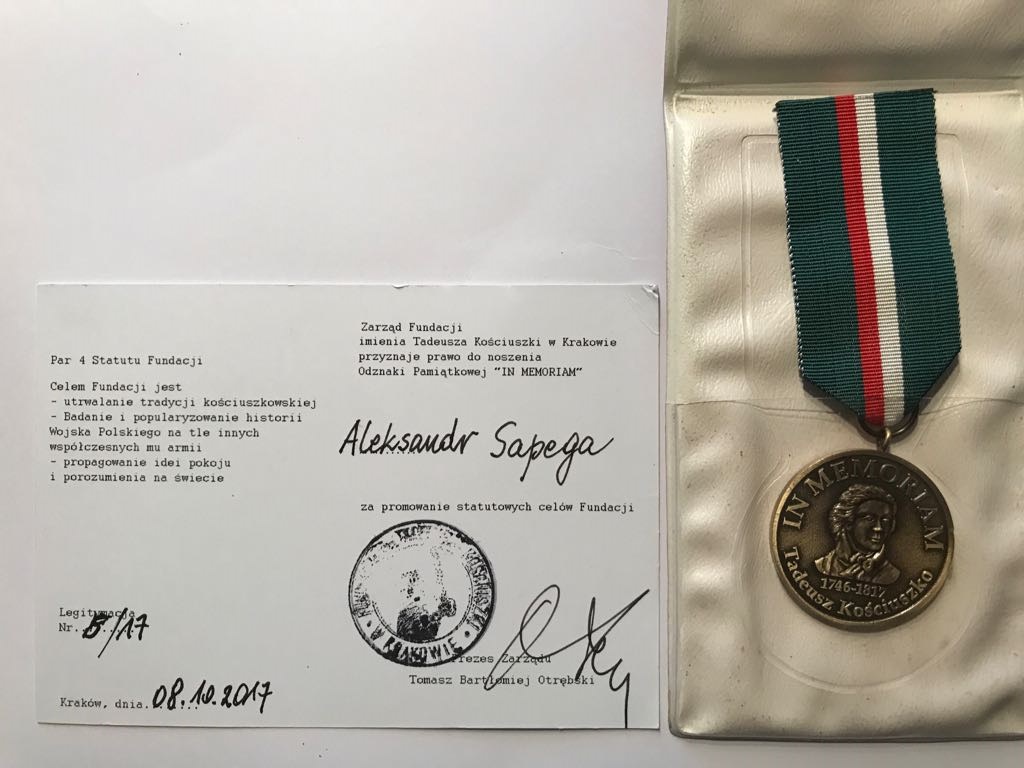 Par 4 Statutu Fundacji
Celem Fundacji jest
- utrwalanie tradycji kościuszkowskiej
- Badanie i popularyzowanie historii
Wojska Polskiego na tle innych
współczesnych mu armii
- propagowanie idei pokoju
i porozumienia na świecie
Legitymacja
Nr. 5/17
Kraków, dnia. 08.10.2017
Zarząd Fundacji
imienia Tadeusza Kościuszki w Krakowie
przyznaje prawo do noszenia
Odznaki Pamiątkowej "IN MEMORIAM"
Aleksandr Sapega
za promowanie statutowych celów Fundacji
KOŚCIUSZKI
W KRAKOWIE
Prezes Zarządu
Tomasz Bartłomiej Otrębski
IN MEMORIAM
1746-1817
Tadeusz Kościuszko